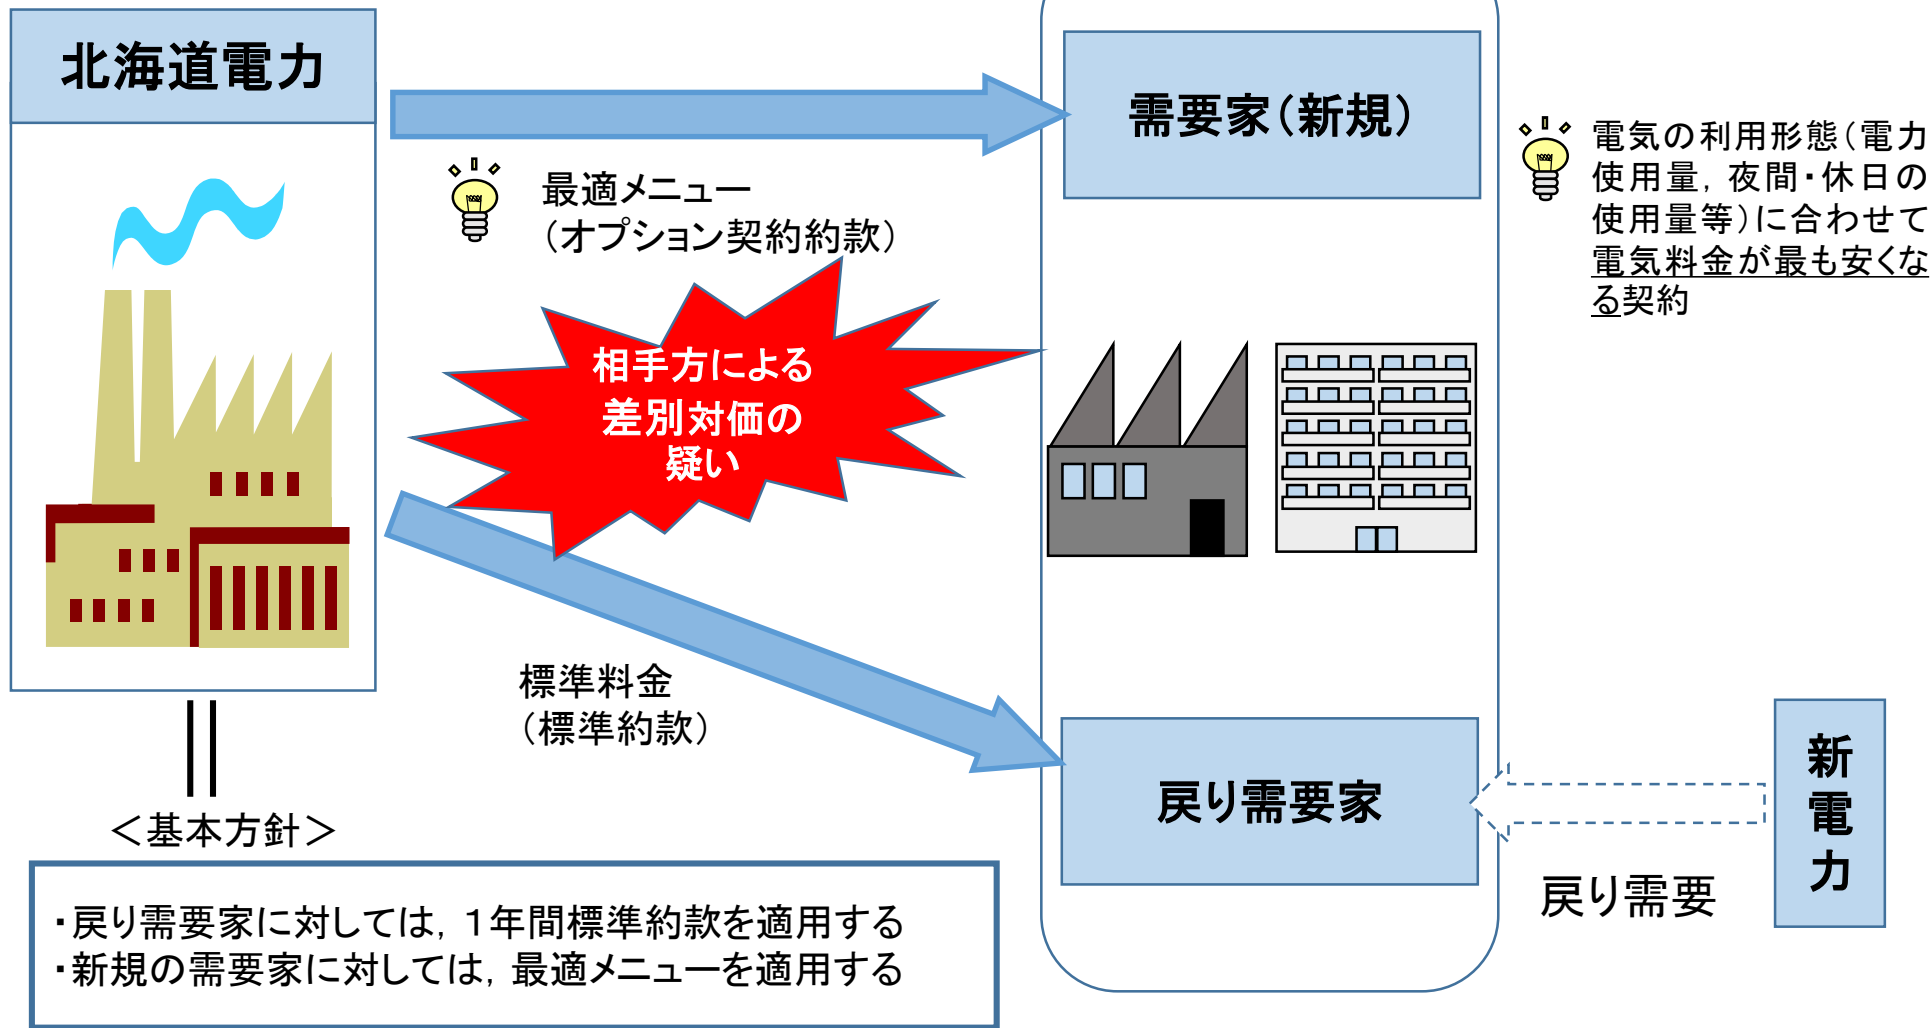 北海道電力
需要家（新規）
電気の利用形態（電力
使用量，夜間・休日の
使用量等）に合わせて
電気料金が最も安くな
る契約
最適メニュー
（オプション契約約款）
相手方による
差別対価の
疑い
標準料金
（標準約款）
戻り需要家
新電力
戻り需要
＜基本方針＞
・戻り需要家に対しては，１年間標準約款を適用する
・新規の需要家に対しては，最適メニューを適用する